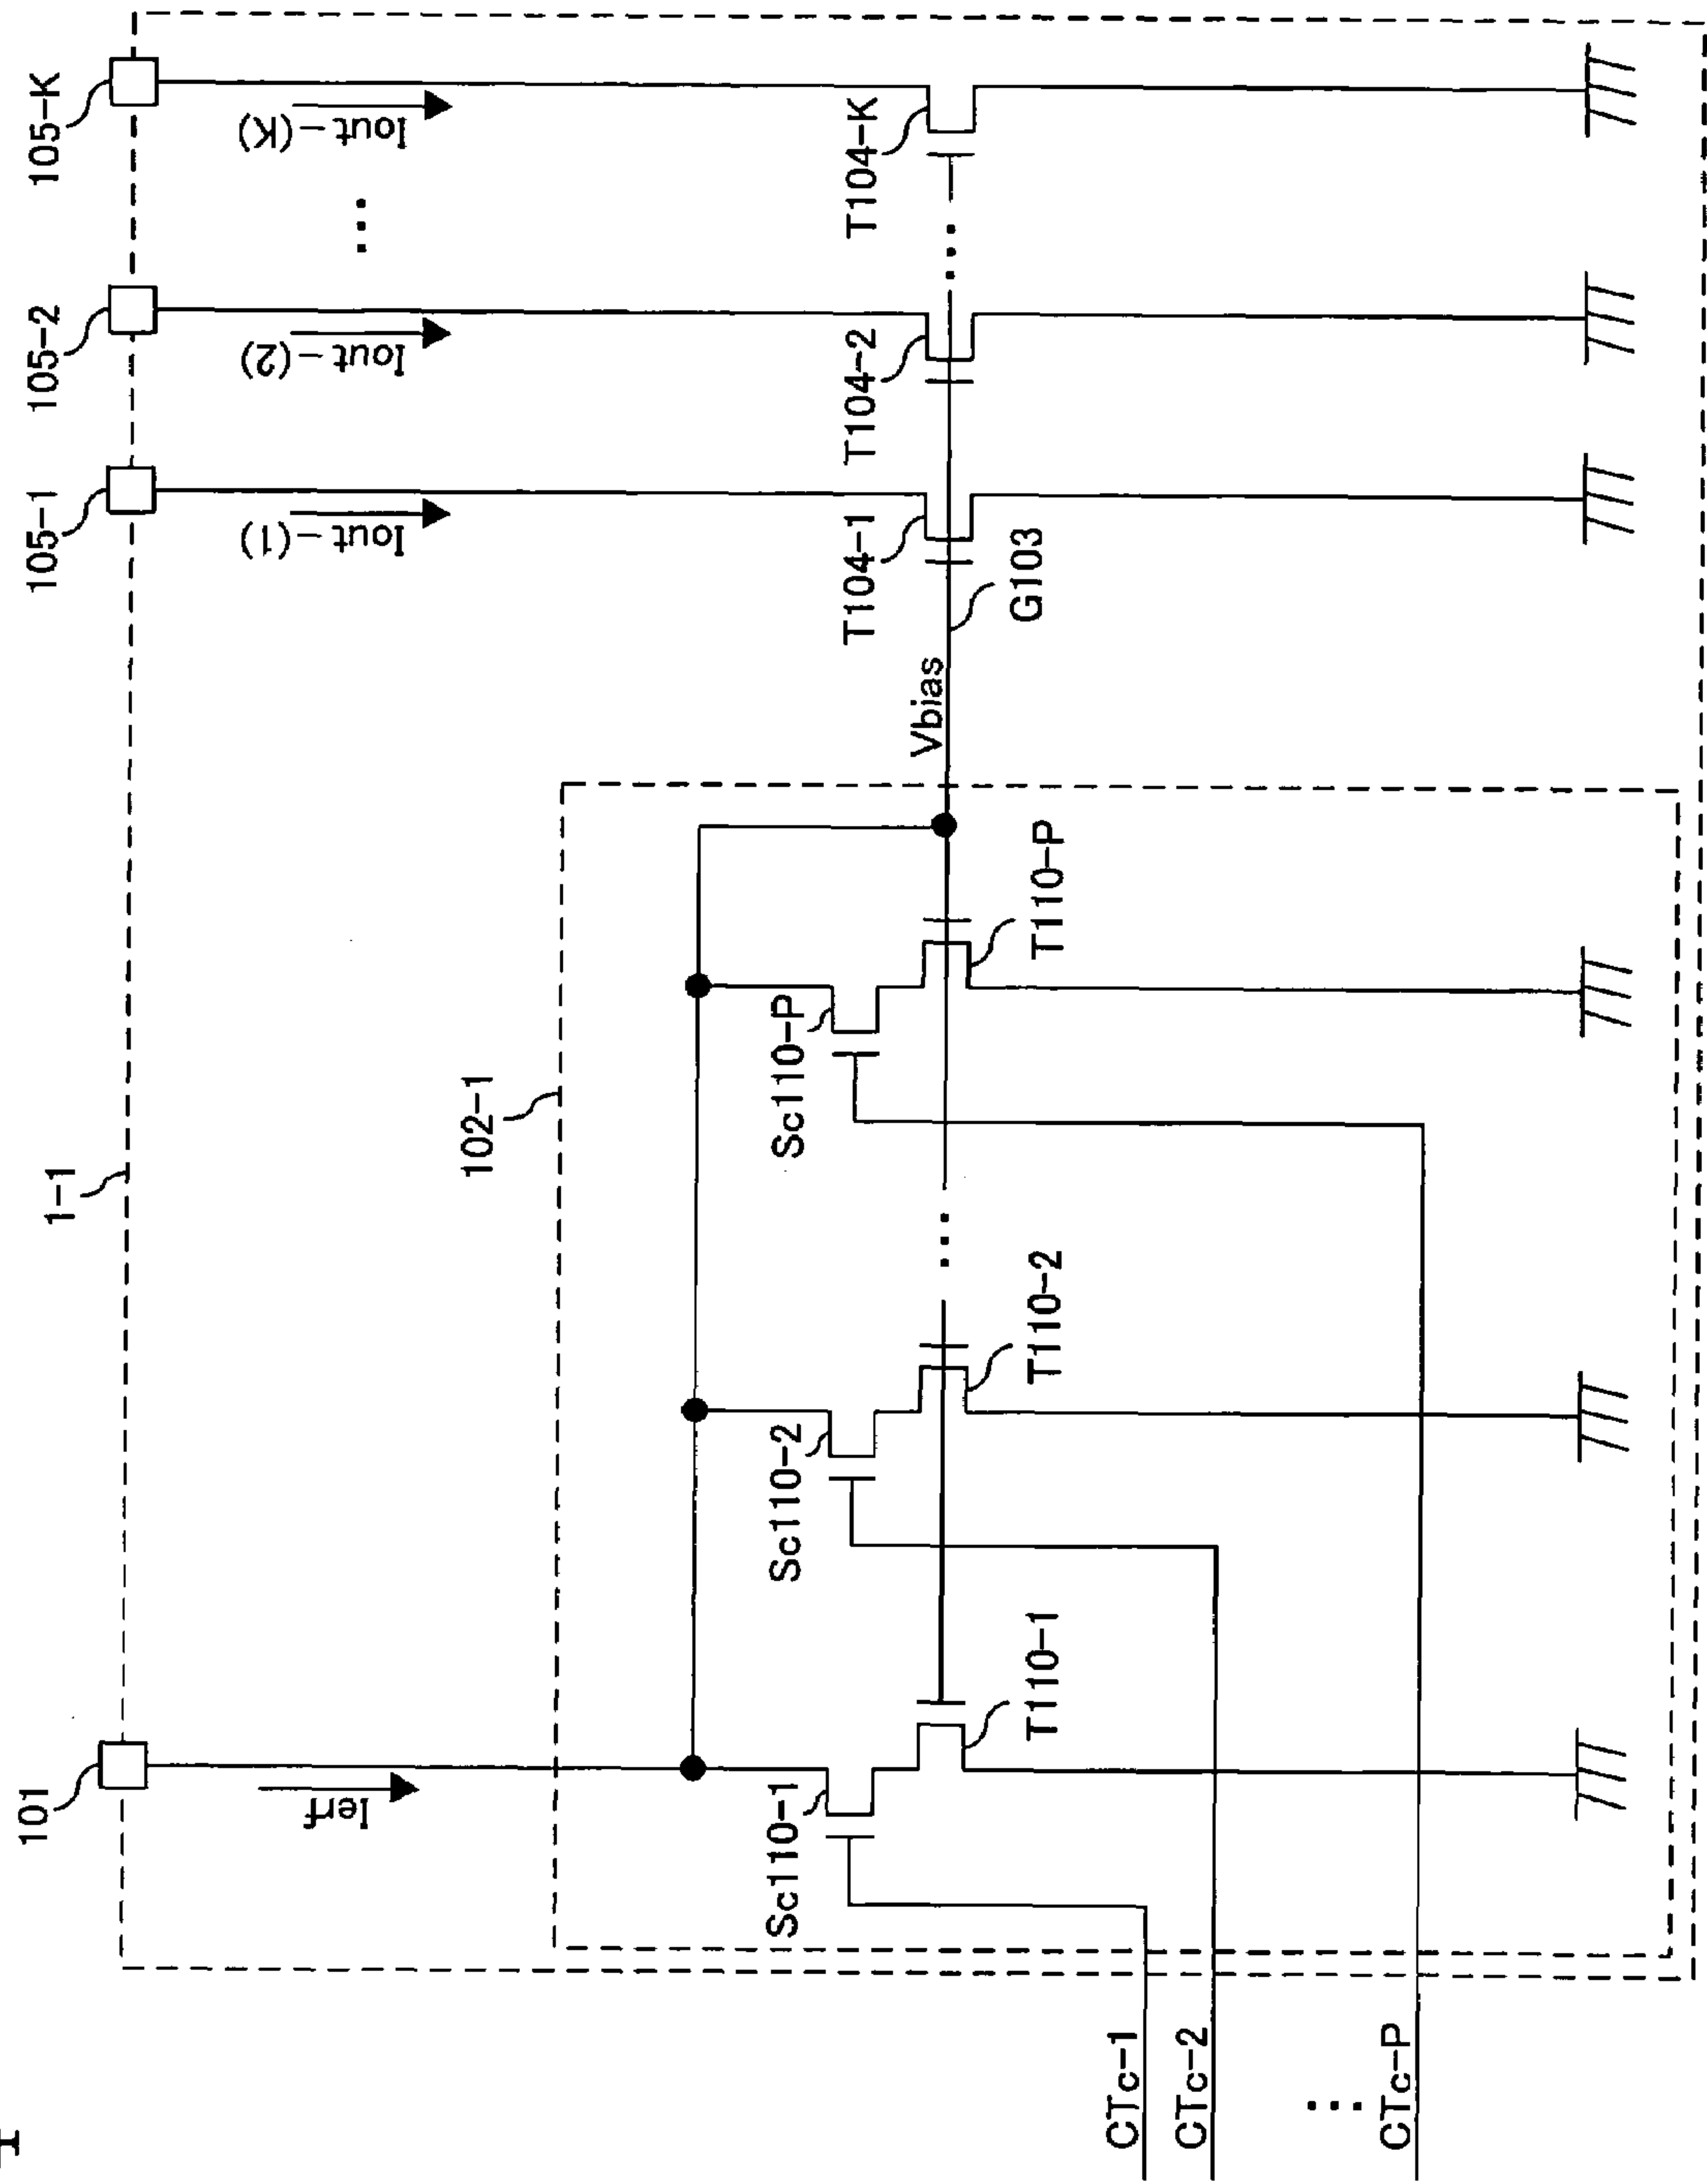 101
1-1
105-1
105-2
105-K
Ierf
Iout-(1)
Iout-(2)
...
Iout-(K)
102-1
Sc110-1
Sc110-2
Sc110-P
T104-1
T104-2
T104-K
Vbias
...
...
G103
T110-1
T110-2
T110-P
CTc-1
CTc-2
...
CTc-P